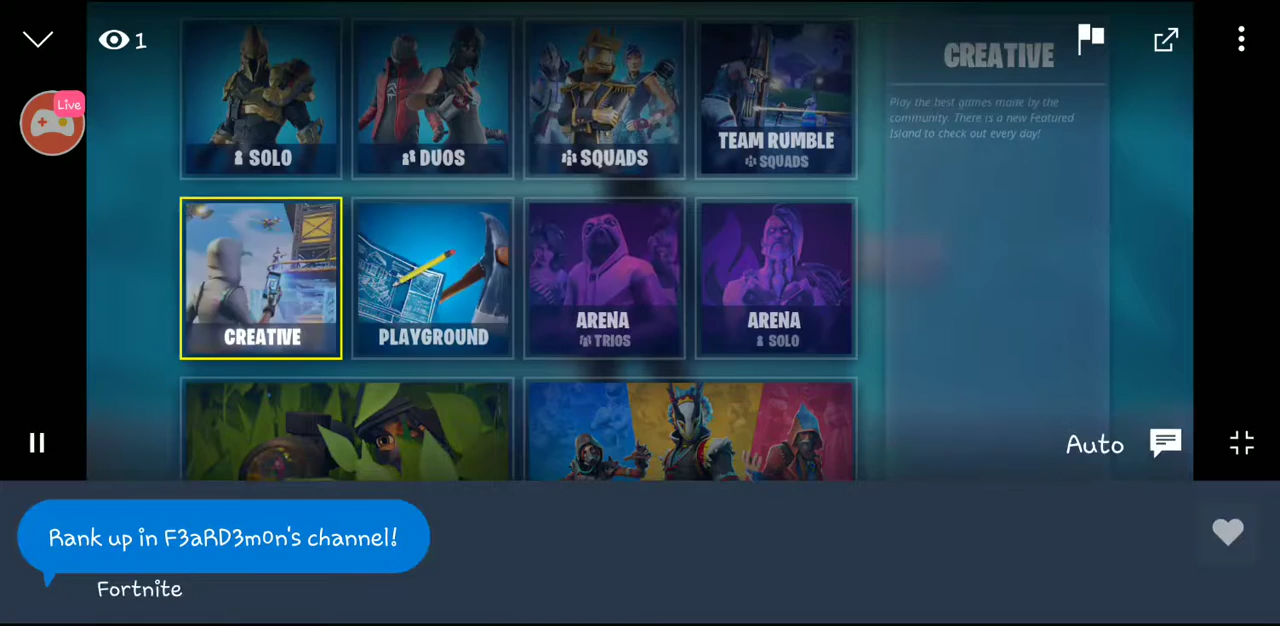 1
Live
SOLO
DUOS
SQUADS
TEAM RUMBLE
SQUADS
CREATIVE
Play the best games made by the
community. There is a new Featured
Island to check out every day!
CREATIVE
PLAYGROUND
ARENA
TRIOS
ARENA
SOLO
Auto
Rank up in F3aRD3m0n's channel!
Fortnite